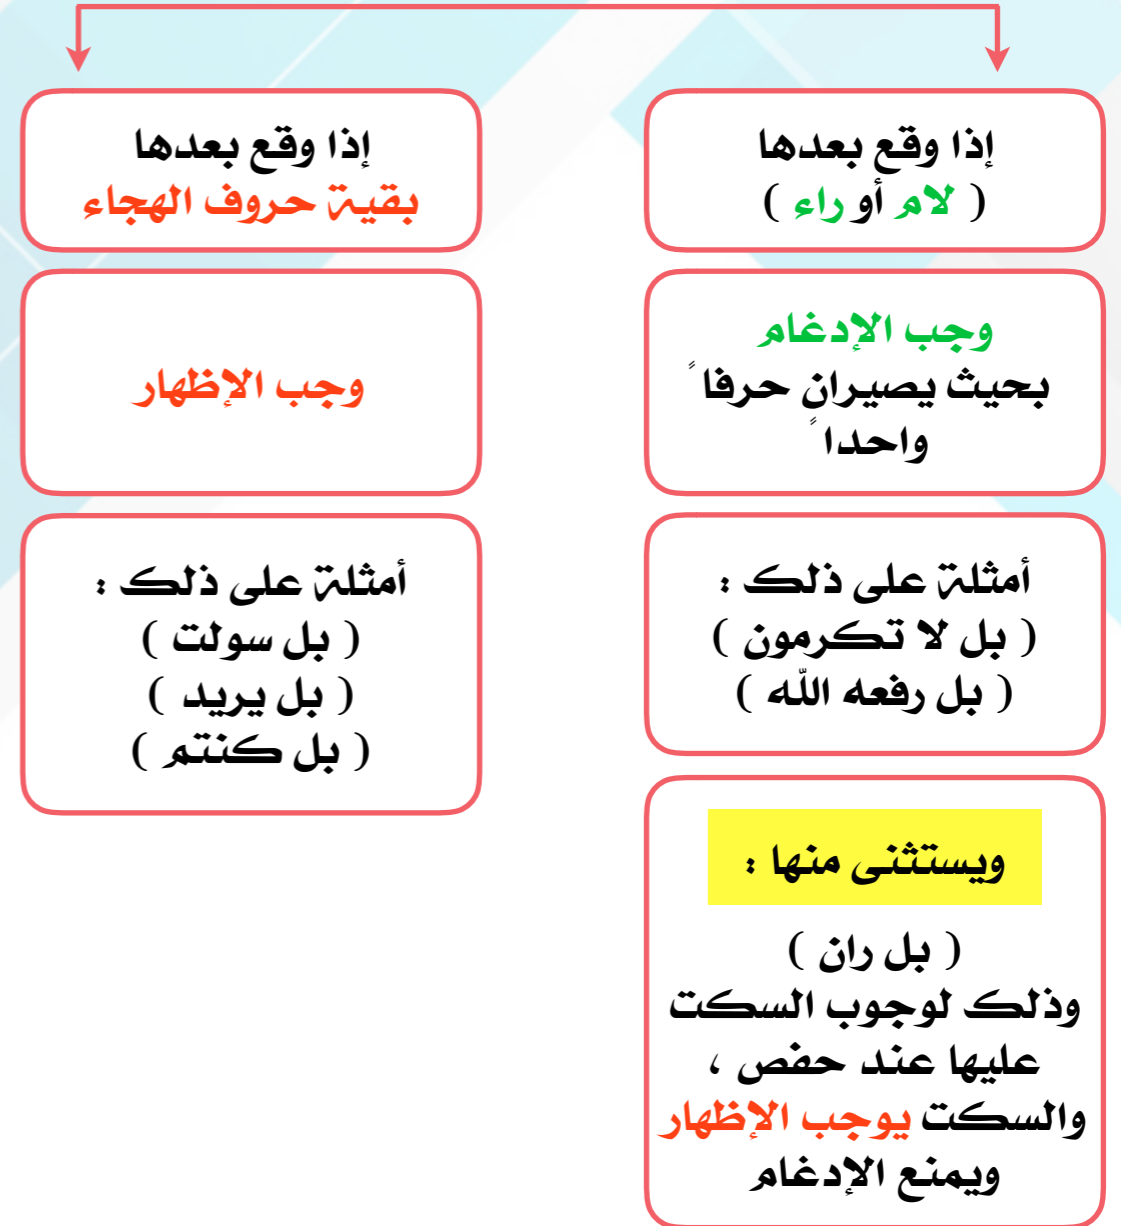 إذا وقع بعدها
( لام أو راء )
وجب الإدغام
بحيث يصيران حرفا ً
واحدا ً
أمثلة على ذلك :
( بل لا تكرمون )
( بل رفعه الله )
ويستثنى منها :
( بل ران )
وذلك لوجوب السكت
عليها عند حفص ،
والسكت يوجب الإظهار
ويمنع الإدغام
إذا وقع بعدها
بقية حروف الهجاء
وجب الإظهار
أمثلة على ذلك :
( بل سولت )
( بل يريد )
( بل كنتم )